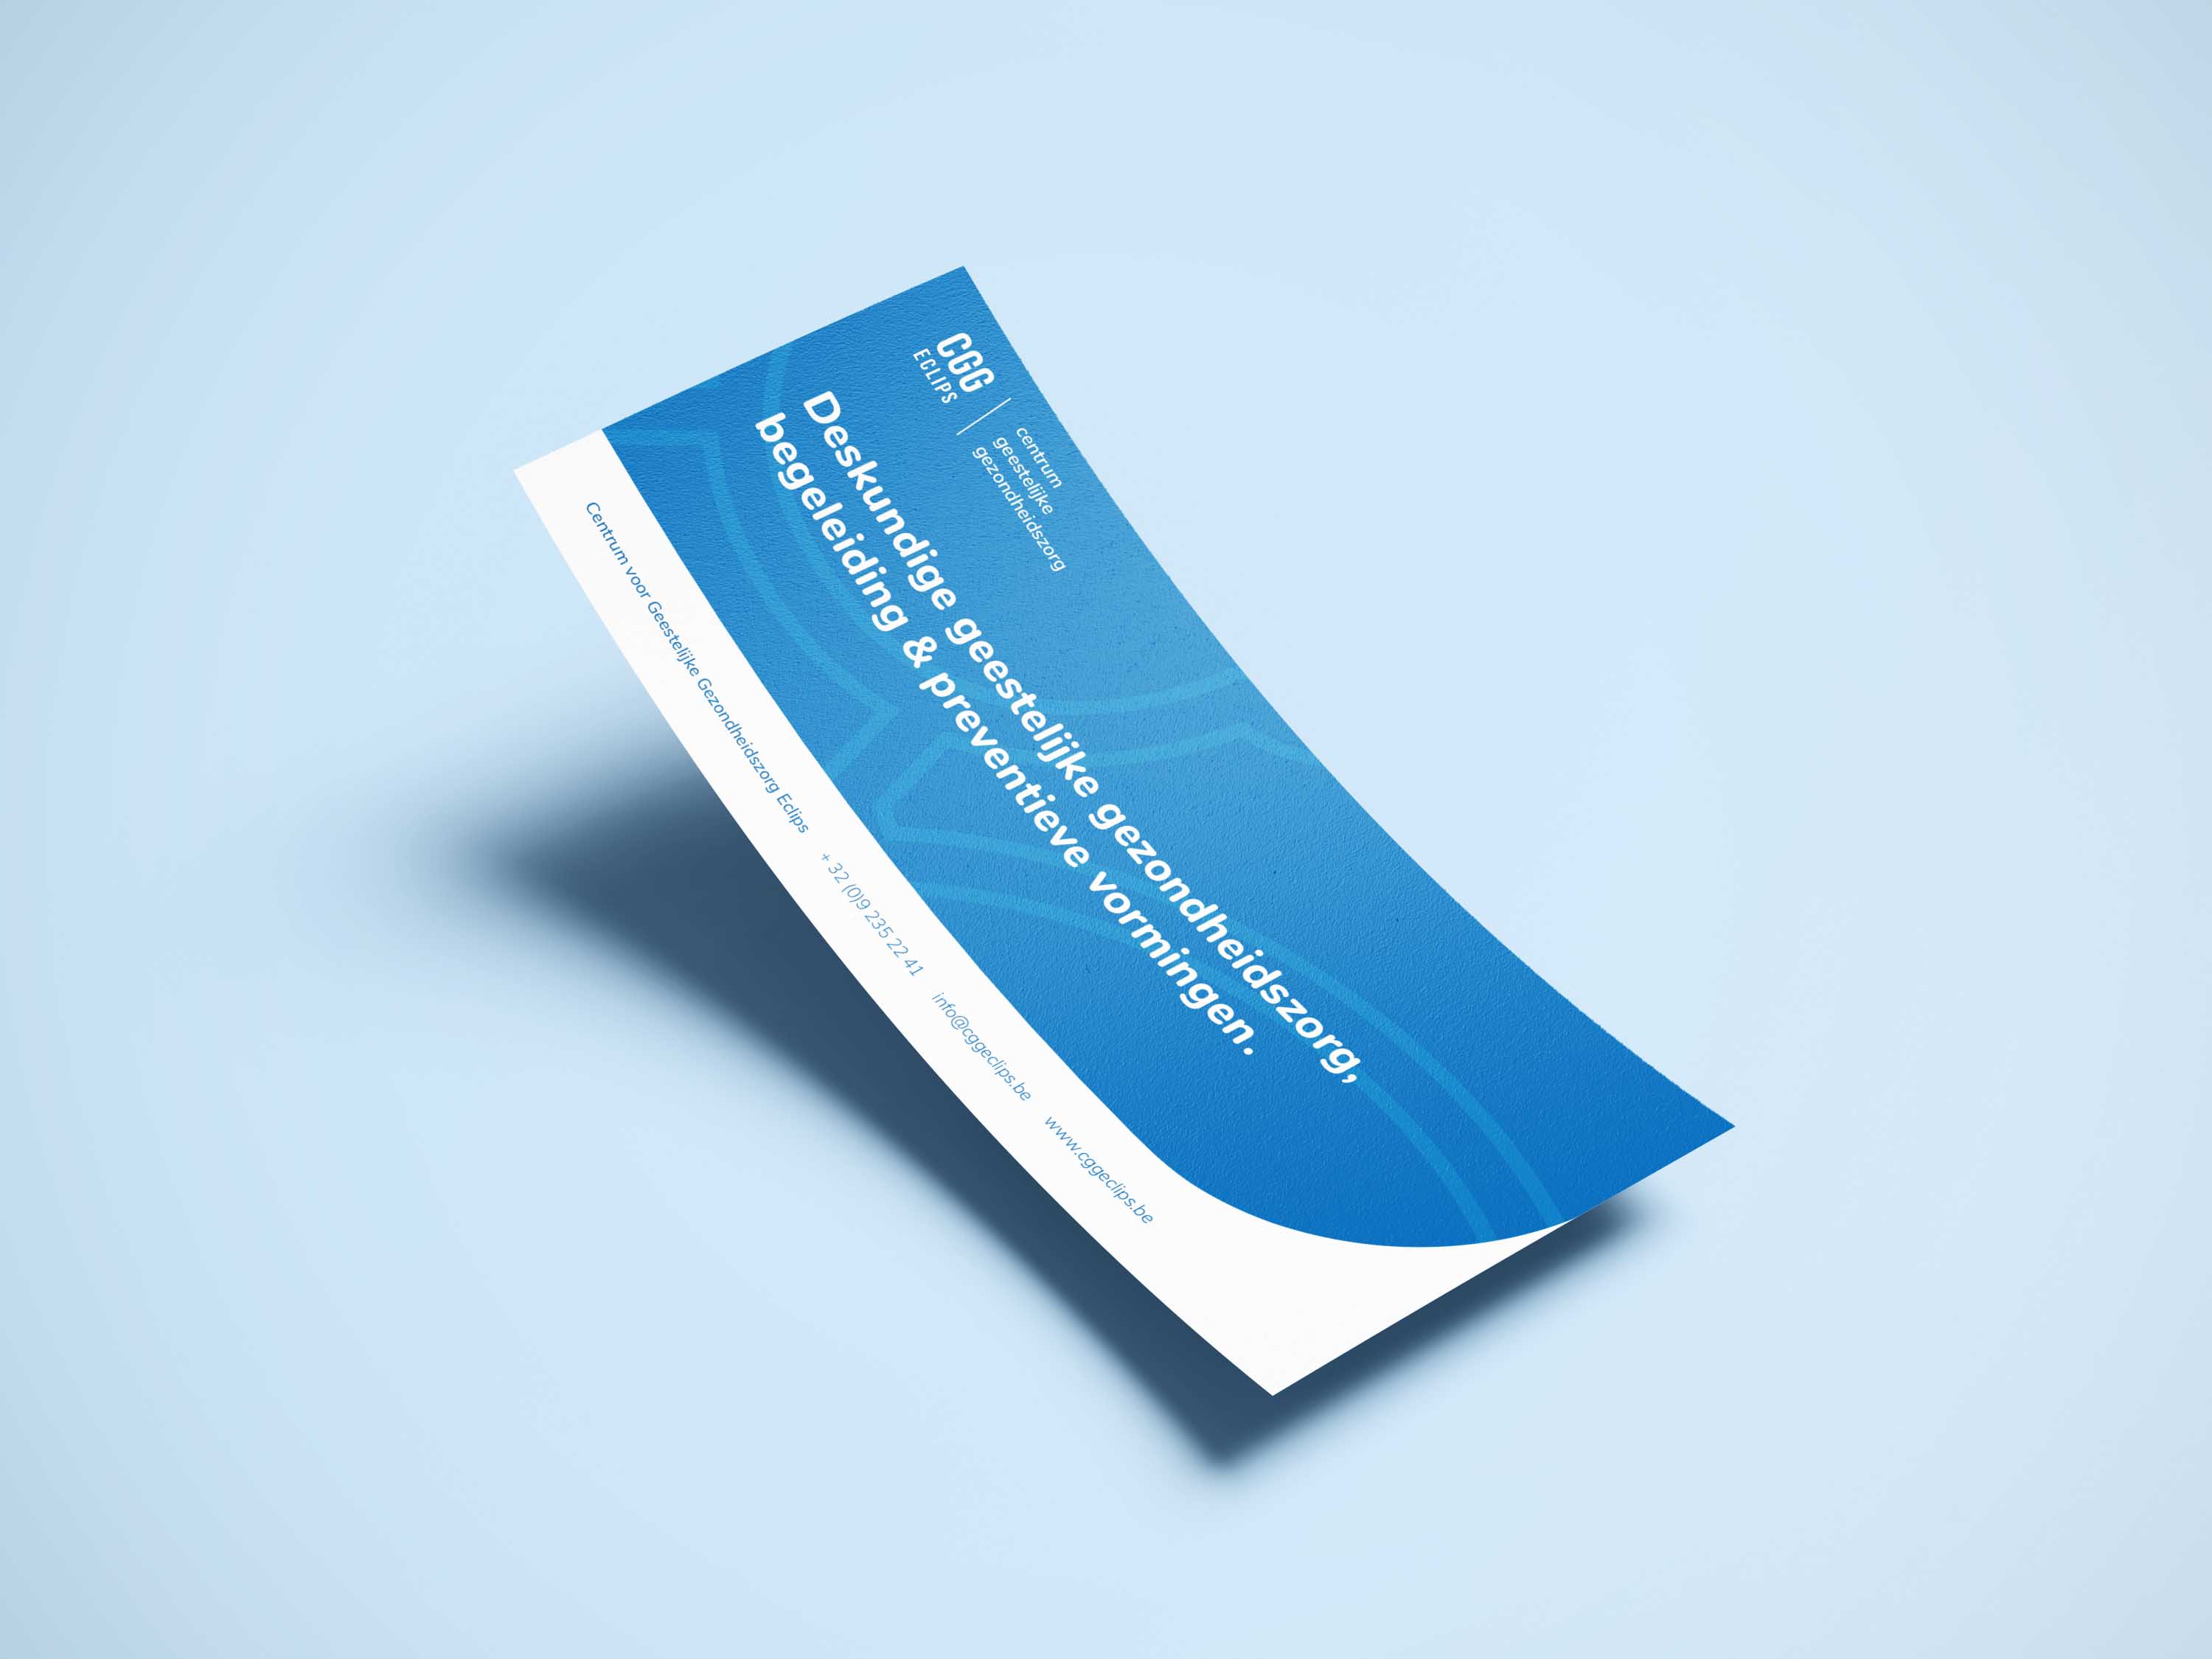 CGG
ECLIPS
centrum
geestelijke
gezondheidszorg
Deskundige geestelijke gezondheidszorg,
begeleiding & preventieve vormingen.
Centrum voor Geestelijke Gezondheidszorg Eclips + 32 (0)9 235 22 41 info@cggeclips.be www.cggeclips.be